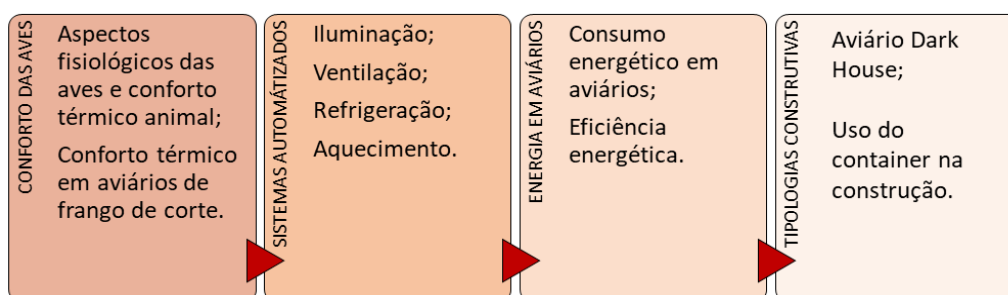 CONFORTO DAS AVES
Aspectos
fisiológicos das
aves e conforto
térmico animal;
Conforto térmico
em aviários de
frango de corte.
SISTEMAS AUTOMÁTIZADOS
Iluminação;
Ventilação;
Refrigeração;
Aquecimento.
ENERGIA EM AVIÁRIOS
Consumo
energético em
aviários;
Eficiência
energética.
TIPOLOGIAS CONSTRUTIVAS
Aviário Dark
House;
Uso do
container na
construção.